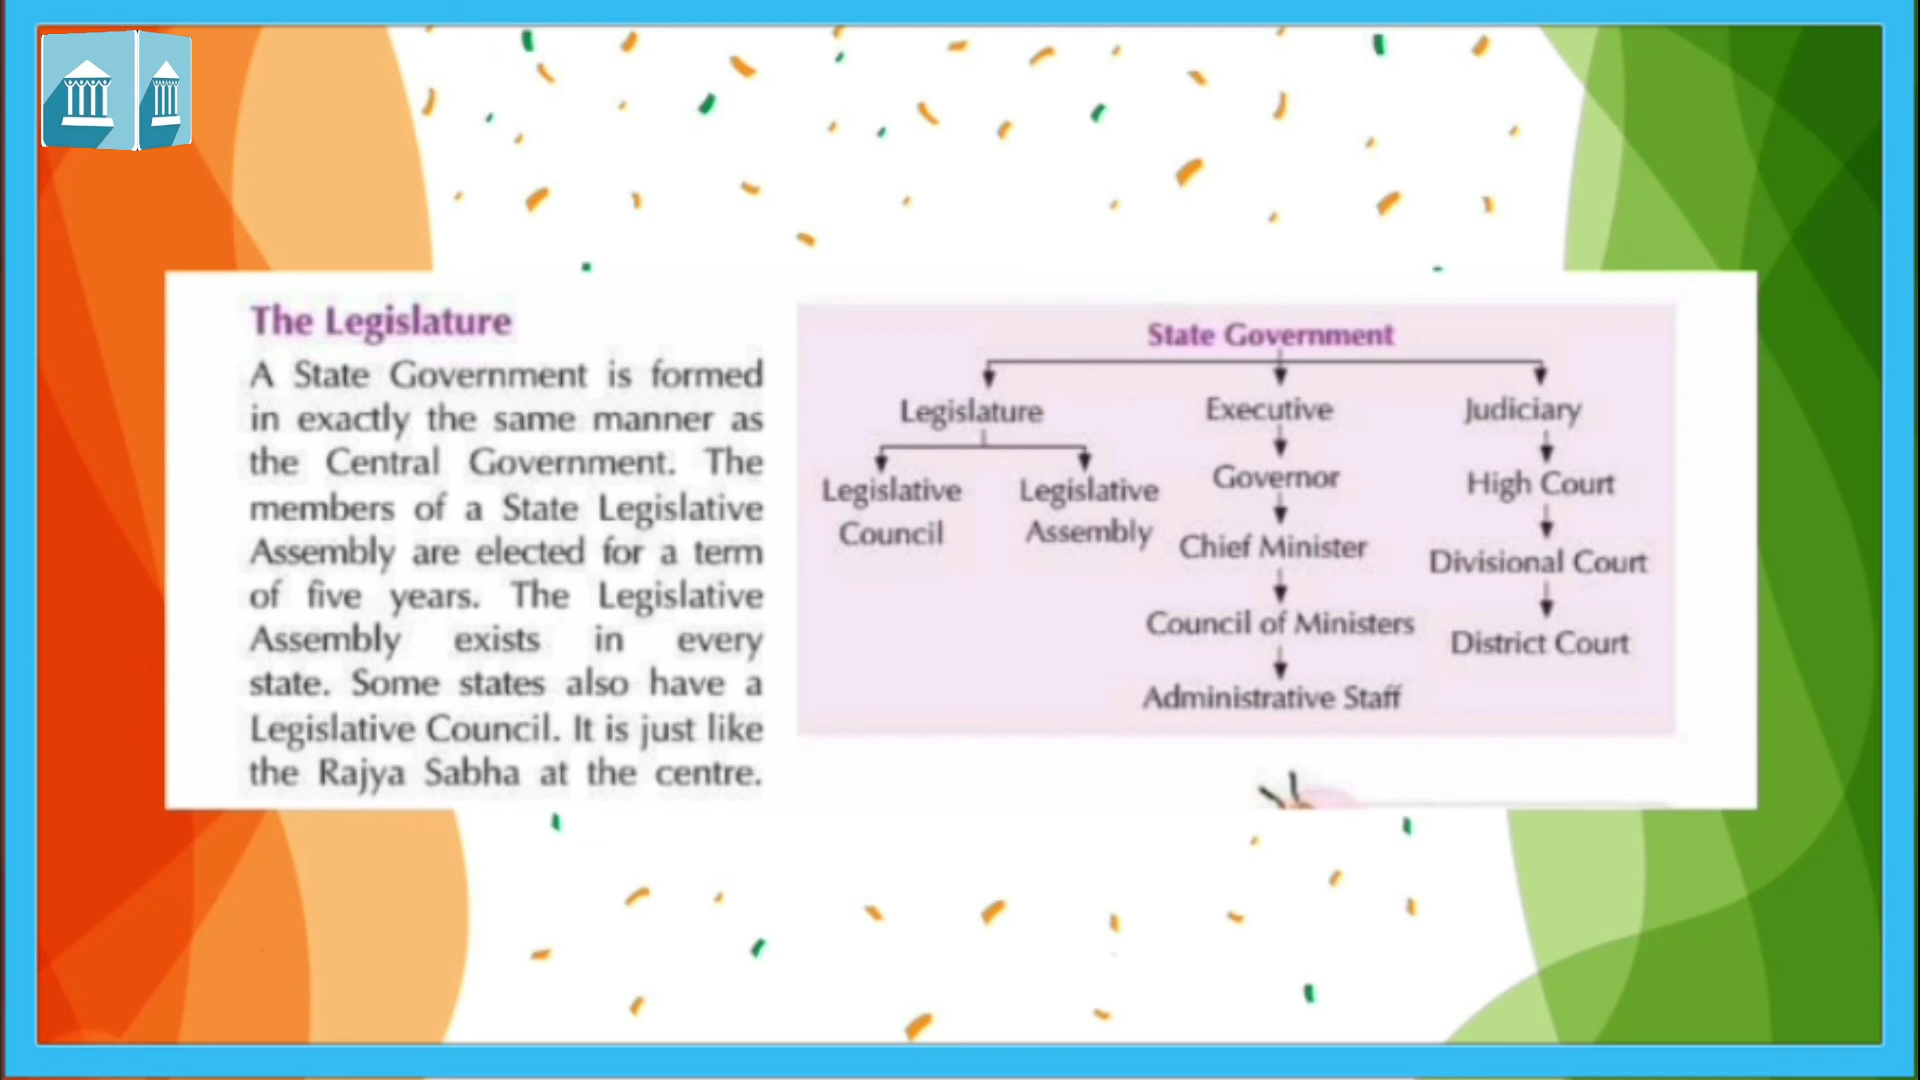 The Legislature
A State Government is formed
in exactly the same manner as
the Central Government. The
members of a State Legislative
Assembly are elected for a term
of five years. The Legislative
Assembly exists in every
state. Some states also have a
Legislative Council. It is just like
the Rajya Sabha at the centre.
State Government
Legislature
Executive
Judiciary
Legislative
Council
Legislative
Assembly
Governor
Chief Minister
Council of Ministers
Administrative Staff
High Court
Divisional Court
District Court